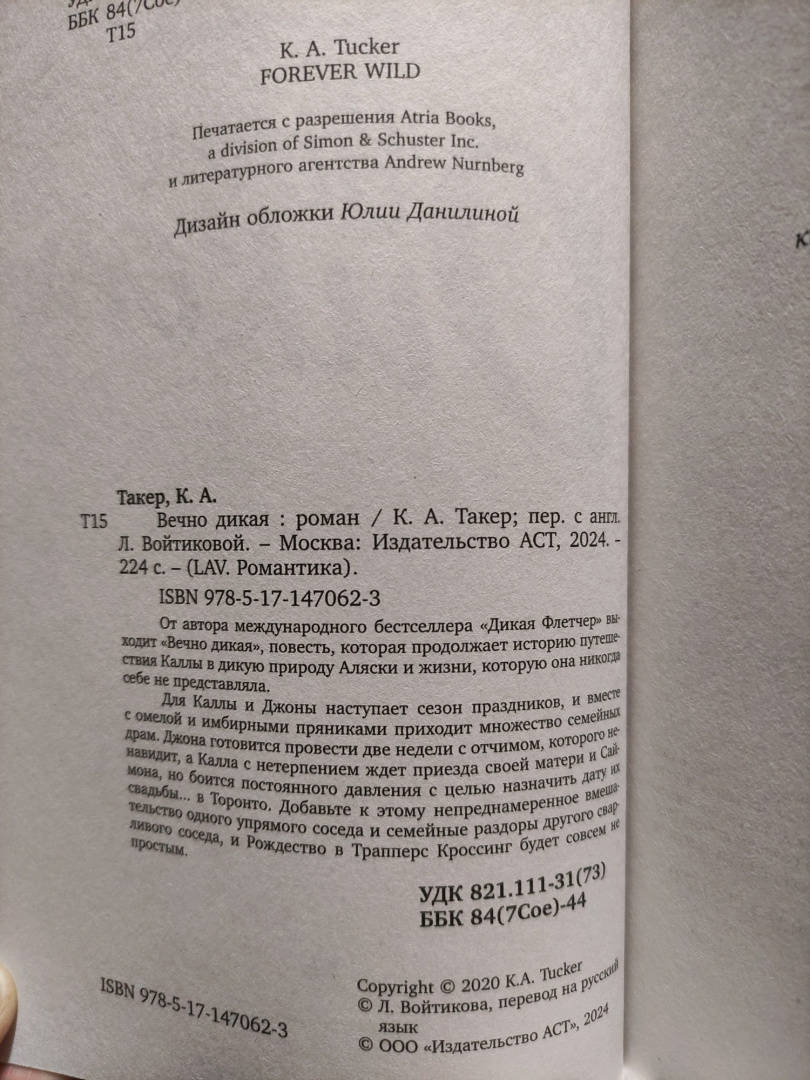 ББК 84(7Сое)-
Т15
K. A. Tucker
FOREVER WILD
Печатается с разрешения Atria Books,
a division of Simon & Schuster Inc.
и литературного агентства Andrew Nurnberg
Дизайн обложки Юлии Данилиной
Такер, К. А.
Т15 Вечно дикая : роман / К. А. Такер; пер. с англ.
Л. Войтиковой. – Москва: Издательство АСТ, 2024. -
224 с. – (LAV. Романтика).
ISBN 978-5-17-147062-3
От автора международного бестселлера «Дикая Флетчер» вы-
ходит «Вечно дикая», повесть, которая продолжает историю путеше-
ствия Каллы в дикую природу Аляски и жизни, которую она никогда
себе не представляла.
Для Каллы и Джоны наступает сезон праздников, и вместе
с омелой и имбирными пряниками приходит множество семейных
драм. Джона готовится провести две недели с отчимом, которого не-
навидит, а Калла с нетерпением ждет приезда своей матери и Сай-
мона, но боится постоянного давления с целью назначить дату их
свадьбы... в Торонто. Добавьте к этому непреднамеренное вмеша-
тельство одного упрямого соседа и семейные раздоры другого свар-
ливого соседа, и Рождество в Трапперс Кроссинг будет совсем не
простым.
УДК 821.111-31(73)
ББК 84(7Сое)-44
ISBN 978-5-17-147062-3
Copyright © 2020 K.A. Tucker
© Л. Войтикова, перевод на русский
язык
© ООО «Издательство АСТ», 2024